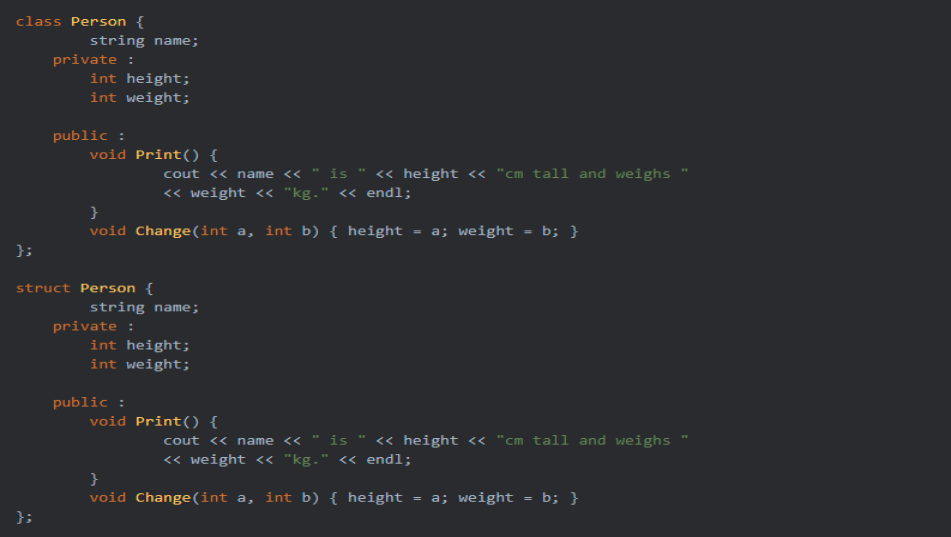 class Person {
        string name;
    private :
        int height;
        int weight;

    public :
        void Print() {
                cout << name << " is " << height << "cm tall and weighs "
                << weight << "kg." << endl;
        }
        void Change(int a, int b) { height = a; weight = b; }
};

struct Person {
        string name;
    private :
        int height;
        int weight;

    public :
        void Print() {
                cout << name << " is " << height << "cm tall and weighs "
                << weight << "kg." << endl;
        }
        void Change(int a, int b) { height = a; weight = b; }
};